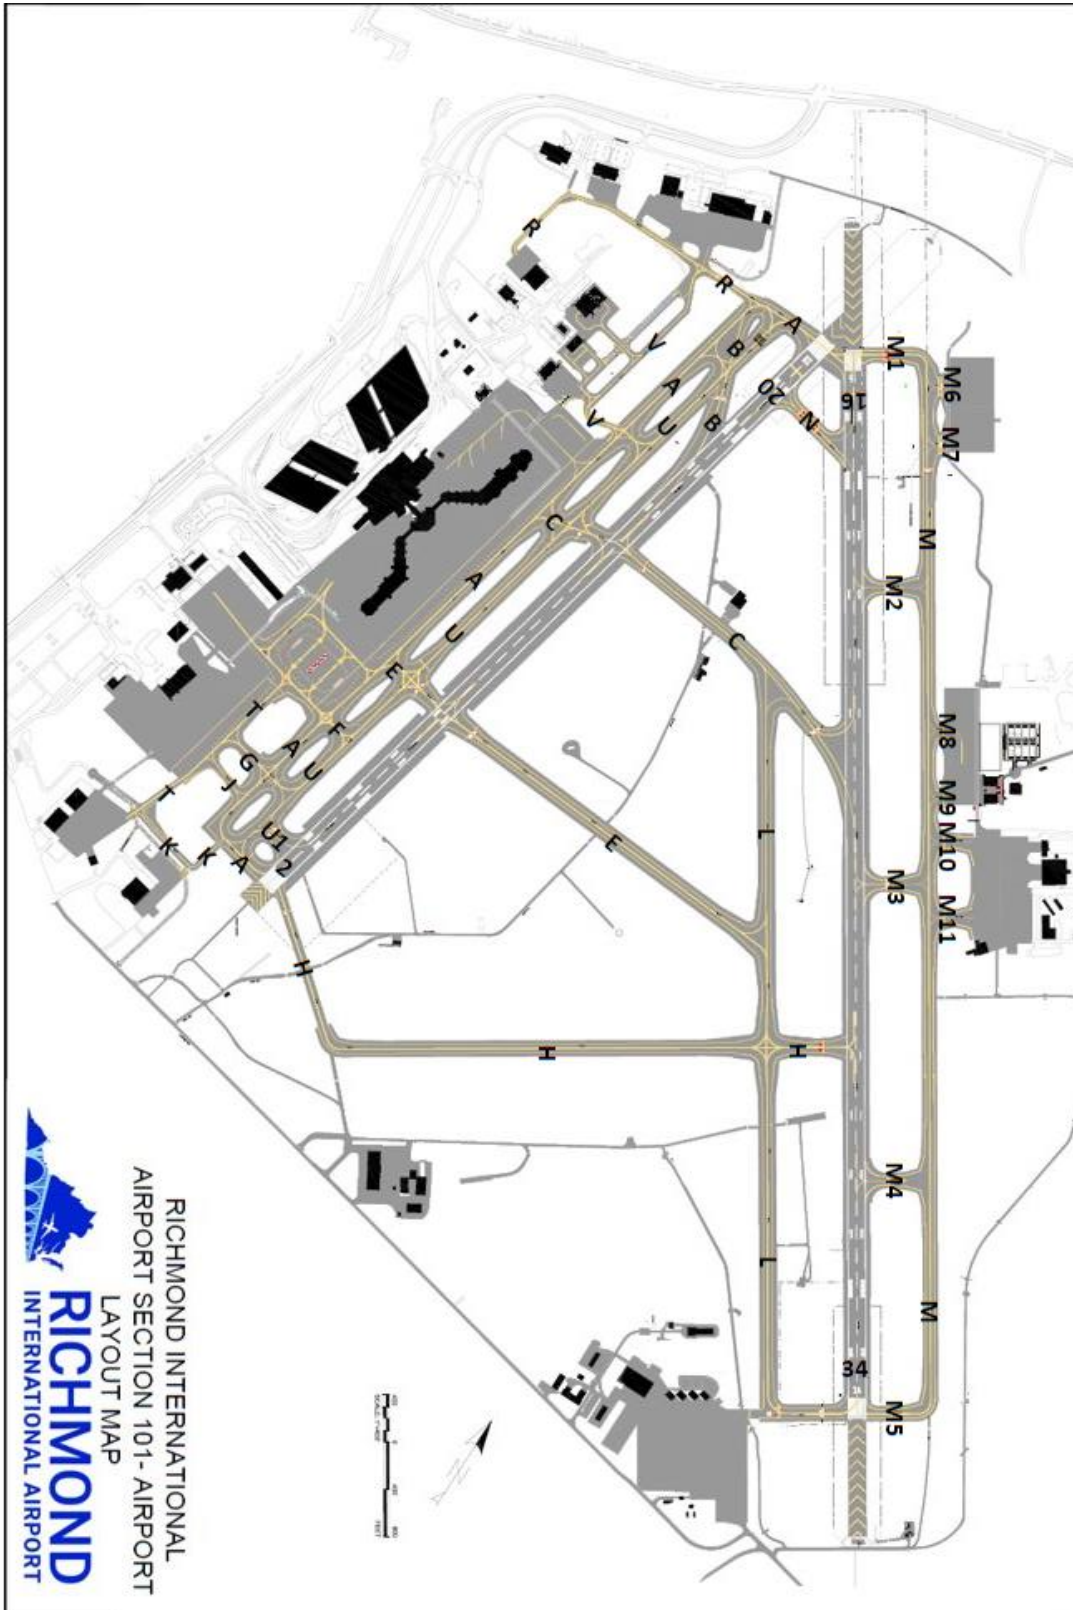 R
R
A
M1
M6
B
V
16
20
A
N
M7
U
B
V
C
M
A
M2
U
C
E
T
F
M8
A
U
G
J
M9
T
L
U1
E
M10
K
K
A
2
M3
M11
H
H
H
M4
L
M
34
M5
RICHMOND INTERNATIONAL
AIRPORT SECTION 101- AIRPORT
LAYOUT MAP
RICHMOND
INTERNATIONAL AIRPORT
FEET